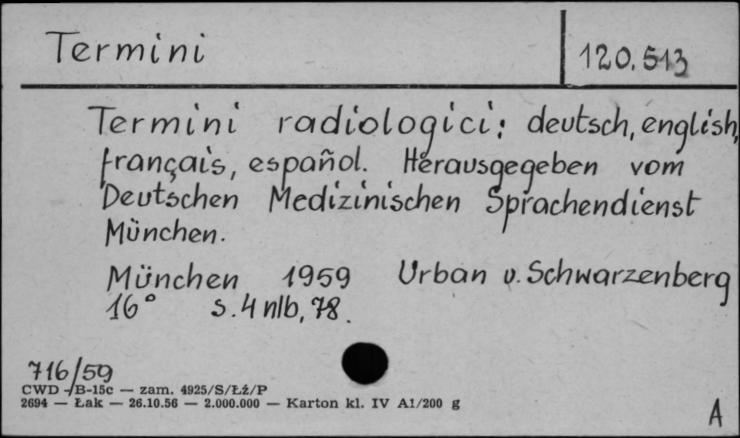 Termini
120.513
Termini radiologici: deutsch, english,
français, español. Herausgegeben vom
Deutschen Medizinischen Sprachendienst
München.
München 1959 Urban u. Schwarzenberg
16° S. 4 nlb, 78.
716/59
CWD - B-15c — zam. 4925/S/Łż/P
2694 — Łak — 26.10.56 — 2.000.000 — Karton kl. IV A1/200 g
A